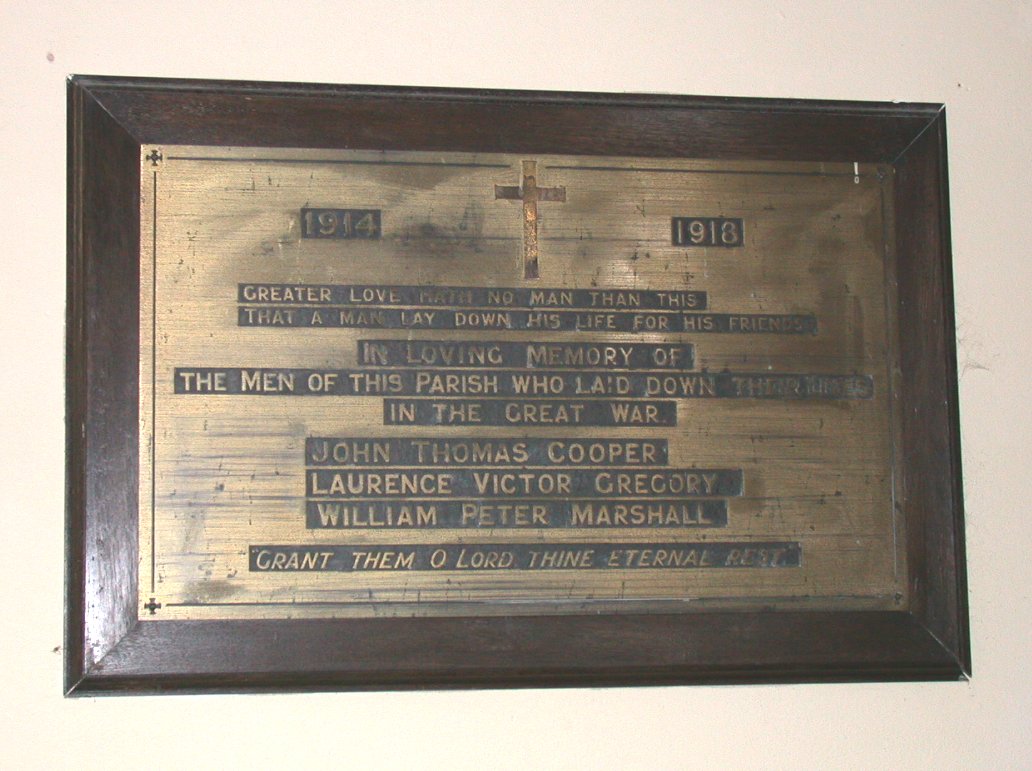 1914 1918
GREATER LOVE HATH NO MAN THAN THIS
THAT A MAN LAY DOWN HIS LIFE FOR HIS FRIENDS
IN LOVING MEMORY OF
THE MEN OF THIS PARISH WHO LAID DOWN THEIR LIVES
IN THE GREAT WAR.
JOHN THOMAS COOPER
LAURENCE VICTOR GREGORY
WILLIAM PETER MARSHALL
"GRANT THEM O LORD THINE ETERNAL REST"